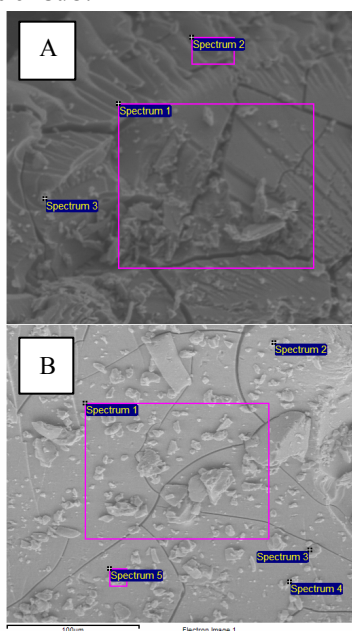 A
Spectrum 2
Spectrum 1
Spectrum 3
B
Spectrum 2
Spectrum 1
Spectrum 3
Spectrum 5
Spectrum 4
100µm
Electron Image 1